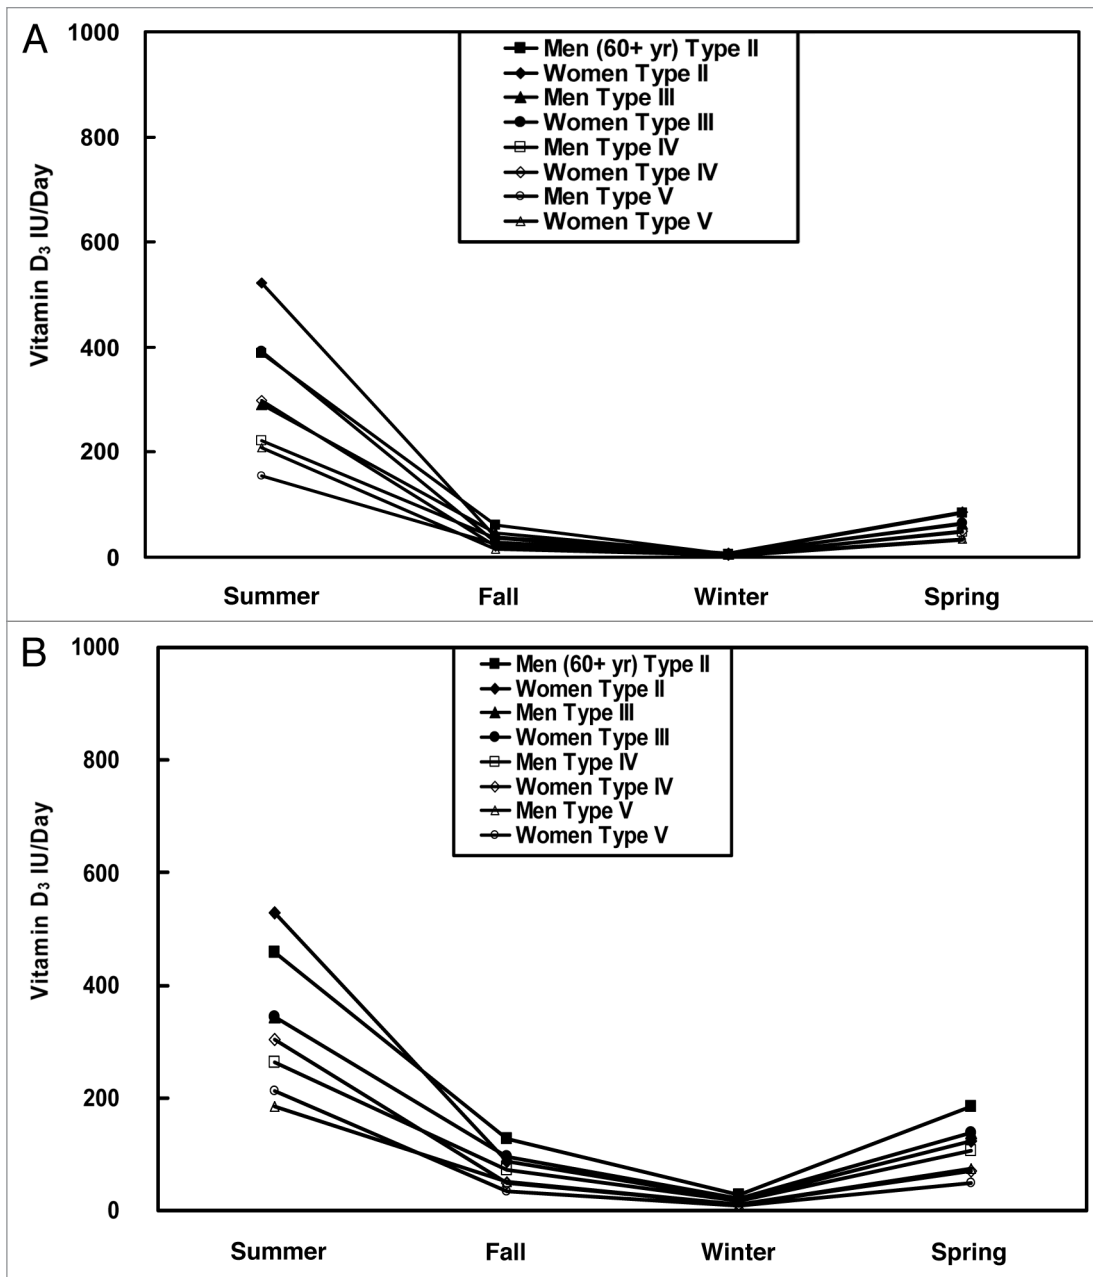 A
1000
800
600
400
200
0
Vitamin D₃ IU/Day
Men (60+ yr) Type II
Women Type II
Men Type III
Women Type III
Men Type IV
Women Type IV
Men Type V
Women Type V
Summer Fall Winter Spring
B
1000
800
600
400
200
0
Vitamin D₃ IU/Day
Men (60+ yr) Type II
Women Type II
Men Type III
Women Type III
Men Type IV
Women Type IV
Men Type V
Women Type V
Summer Fall Winter Spring